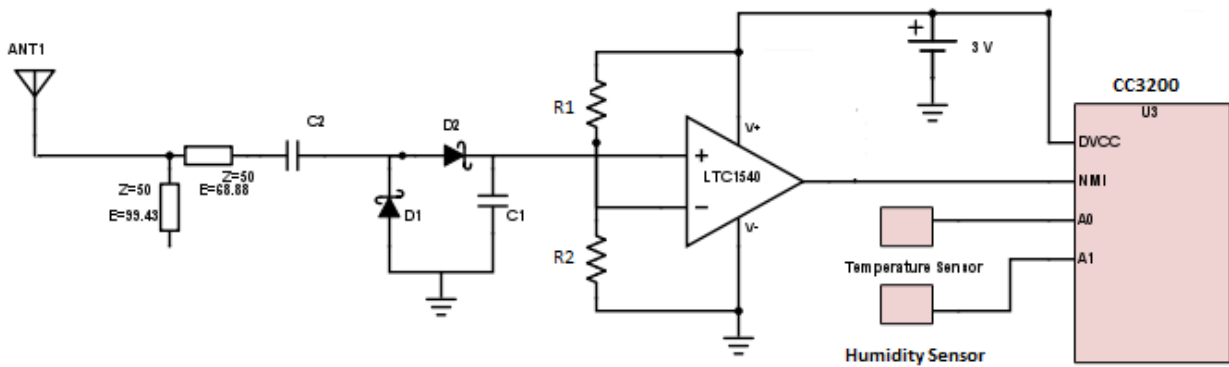 ANT1
Z=50
E=99.43
Z=50
E=68.88
C2
D2
D1
C1
R1
R2
+
−
V+
LTC1540
V-
+
3 V
CC3200
U3
DVCC
NMI
A0
A1
Temperature Sensor
Humidity Sensor